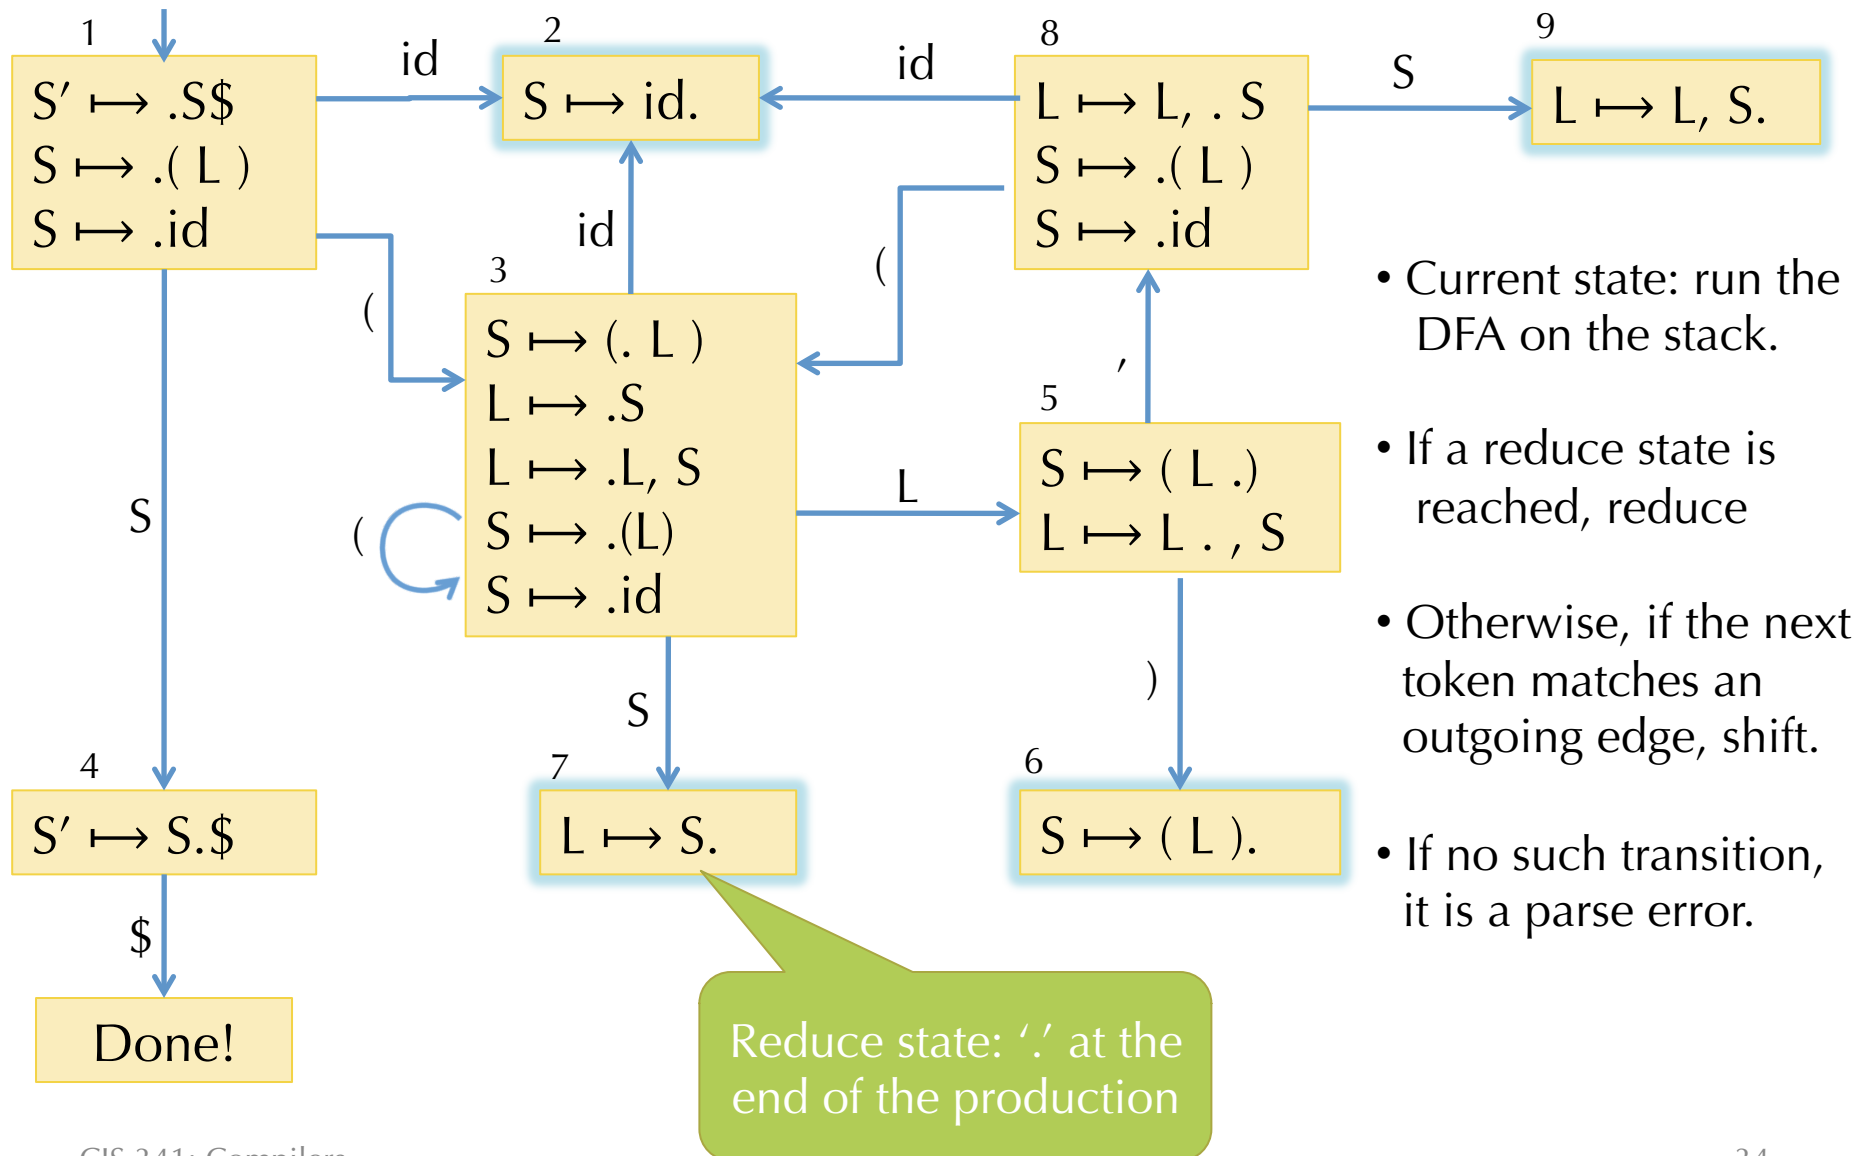 1
S′ ⟼ .S$
S ⟼ .( L )
S ⟼ .id
id
2
S ⟼ id.
id
8
L ⟼ L, . S
S ⟼ .( L )
S ⟼ .id
S
9
L ⟼ L, S.
(
id
(
3
S ⟼ (. L )
L ⟼ .S
L ⟼ .L, S
S ⟼ .(L)
S ⟼ .id
(
S
L
,
5
S ⟼ ( L .)
L ⟼ L . , S
)
S
4
S′ ⟼ S.$
7
L ⟼ S.
6
S ⟼ ( L ).
$
Done!
Reduce state: ‘.’ at the
end of the production
• Current state: run the
DFA on the stack.
• If a reduce state is
reached, reduce
• Otherwise, if the next
token matches an
outgoing edge, shift.
• If no such transition,
it is a parse error.